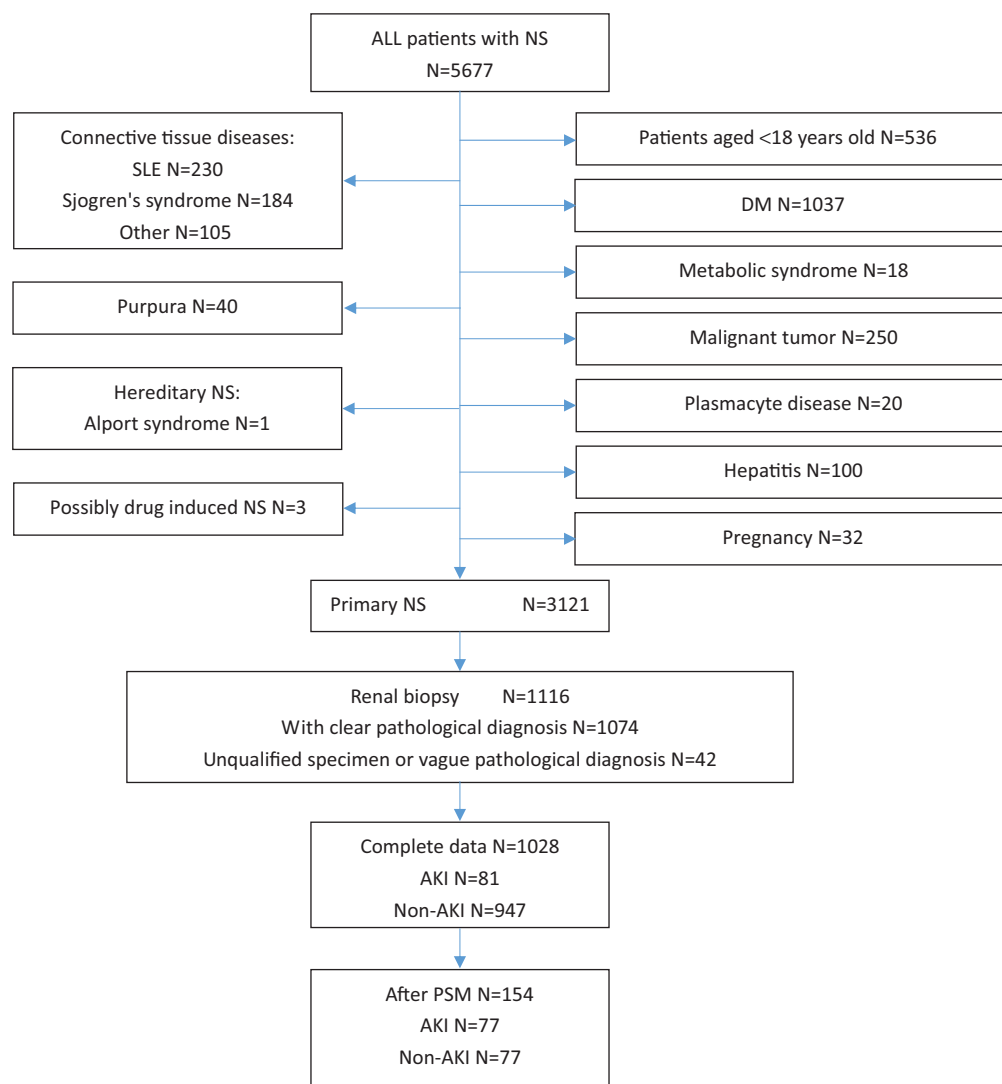 ALL patients with NS
N=5677
Connective tissue diseases:
SLE N=230
Sjogren's syndrome N=184
Other N=105
Patients aged <18 years old N=536
DM N=1037
Metabolic syndrome N=18
Purpura N=40
Malignant tumor N=250
Hereditary NS:
Alport syndrome N=1
Plasmacyte disease N=20
Hepatitis N=100
Possibly drug induced NS N=3
Pregnancy N=32
Primary NS N=3121
Renal biopsy N=1116
With clear pathological diagnosis N=1074
Unqualified specimen or vague pathological diagnosis N=42
Complete data N=1028
AKI N=81
Non-AKI N=947
After PSM N=154
AKI N=77
Non-AKI N=77